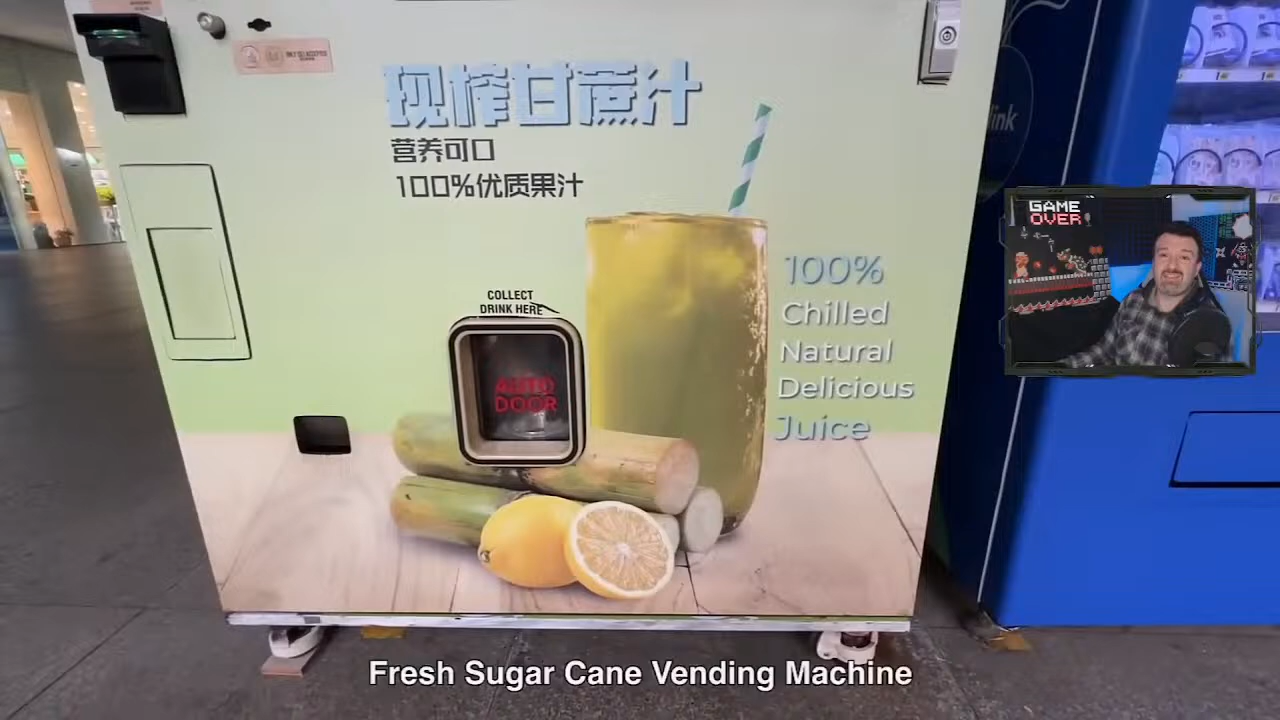 现榨甘蔗汁
营养可口
100%优质果汁
COLLECT
DRINK HERE
AUTO
DOOR
100%
Chilled
Natural
Delicious
Juice
GAME
OVER
Fresh Sugar Cane Vending Machine